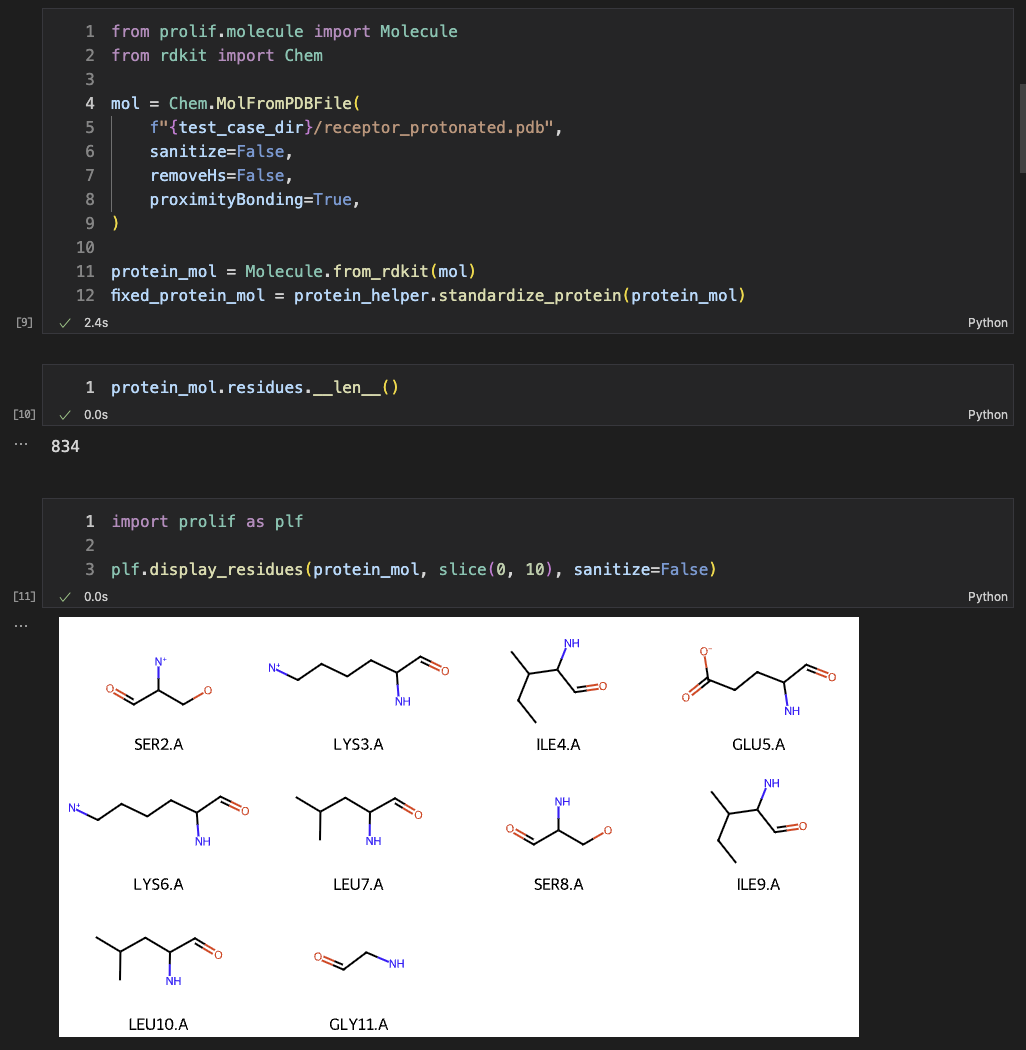 1 from prolif.molecule import Molecule
2 from rdkit import Chem
3
4 mol = Chem.MolFromPDBFile(
5     f"{test_case_dir}/receptor_protonated.pdb",
6     sanitize=False,
7     removeHs=False,
8     proximityBonding=True,
9 )
10
11 protein_mol = Molecule.from_rdkit(mol)
12 fixed_protein_mol = protein_helper.standardize_protein(protein_mol)
[9] ✓ 2.4s Python
1 protein_mol.residues.__len__()
[10] ✓ 0.0s Python
... 834
1 import prolif as plf
2
3 plf.display_residues(protein_mol, slice(0, 10), sanitize=False)
[11] ✓ 0.0s Python
...
N⁺ O O
N⁺ O NH
NH O
O⁻ O O NH
SER2.A LYS3.A ILE4.A GLU5.A
N⁺ O NH
O NH
NH O O
NH O
LYS6.A LEU7.A SER8.A ILE9.A
O NH
O NH
LEU10.A GLY11.A